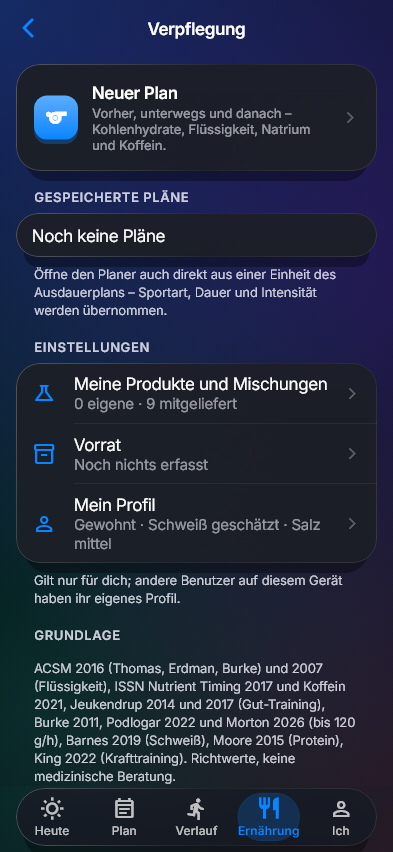 Verpflegung
Neuer Plan
Vorher, unterwegs und danach –
Kohlenhydrate, Flüssigkeit, Natrium
und Koffein.
GESPEICHERTE PLÄNE
Noch keine Pläne
Öffne den Planer auch direkt aus einer Einheit des
Ausdauerplans – Sportart, Dauer und Intensität
werden übernommen.
EINSTELLUNGEN
Meine Produkte und Mischungen
0 eigene · 9 mitgeliefert
Vorrat
Noch nichts erfasst
Mein Profil
Gewohnt · Schweiß geschätzt · Salz
mittel
Gilt nur für dich; andere Benutzer auf diesem Gerät
haben ihr eigenes Profil.
GRUNDLAGE
ACSM 2016 (Thomas, Erdman, Burke) und 2007
(Flüssigkeit), ISSN Nutrient Timing 2017 und Koffein
2021, Jeukendrup 2014 und 2017 (Gut-Training),
Burke 2011, Podlogar 2022 und Morton 2026 (bis 120
g/h), Barnes 2019 (Schweiß), Moore 2015 (Protein),
King 2022 (Krafttraining). Richtwerte, keine
medizinische Beratung.
Heute
Plan
Verlauf
Ernährung
Ich